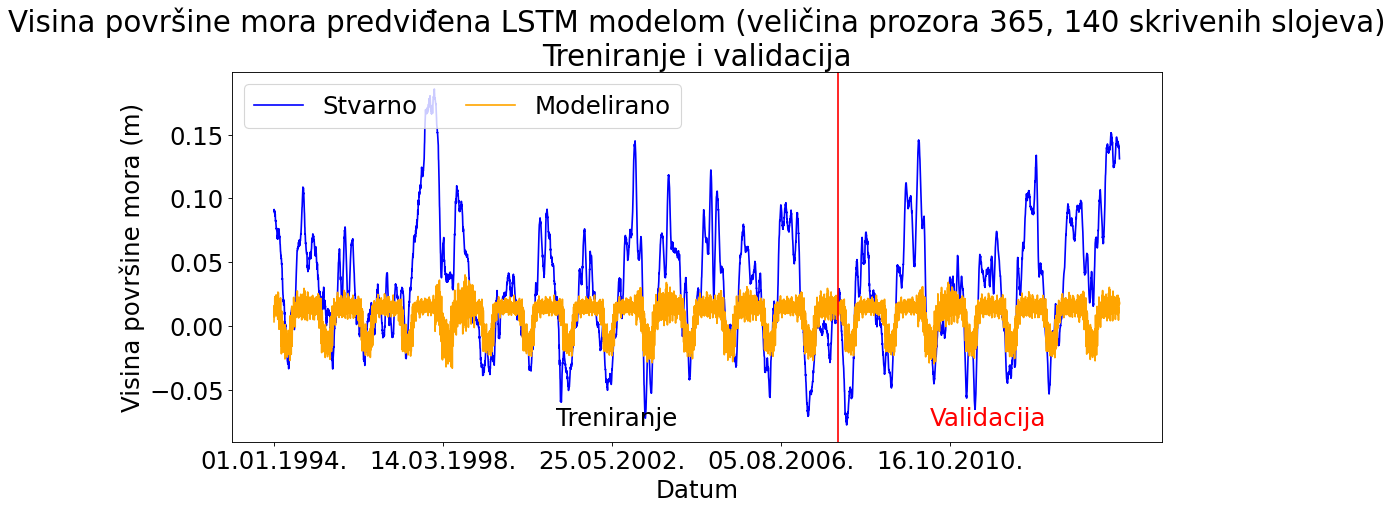 Visina površine mora predviđena LSTM modelom (veličina prozora 365, 140 skrivenih slojeva)
Treniranje i validacija
Stvarno
Modelirano
Visina površine mora (m)
0.15
0.10
0.05
0.00
−0.05
Treniranje
Validacija
01.01.1994.
14.03.1998.
25.05.2002.
05.08.2006.
16.10.2010.
Datum